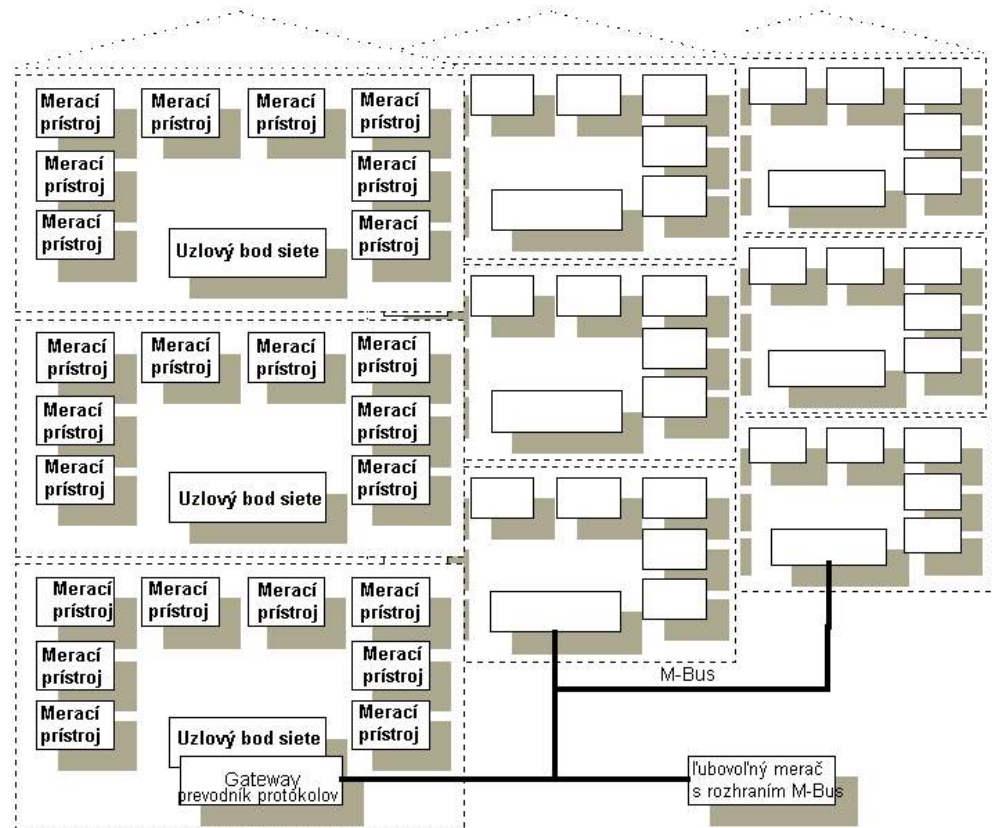 Merací
prístroj
Merací
prístroj
Merací
prístroj
Merací
prístroj
Merací
prístroj
Merací
prístroj
Merací
prístroj
Merací
prístroj
Uzlový bod siete
Merací
prístroj
Merací
prístroj
Merací
prístroj
Merací
prístroj
Merací
prístroj
Merací
prístroj
Merací
prístroj
Merací
prístroj
Uzlový bod siete
Merací
prístroj
Merací
prístroj
Merací
prístroj
Merací
prístroj
Merací
prístroj
Merací
prístroj
Merací
prístroj
Merací
prístroj
Uzlový bod siete
M-Bus
Gateway
prevodník protokolov
ľubovoľný merač
s rozhraním M-Bus